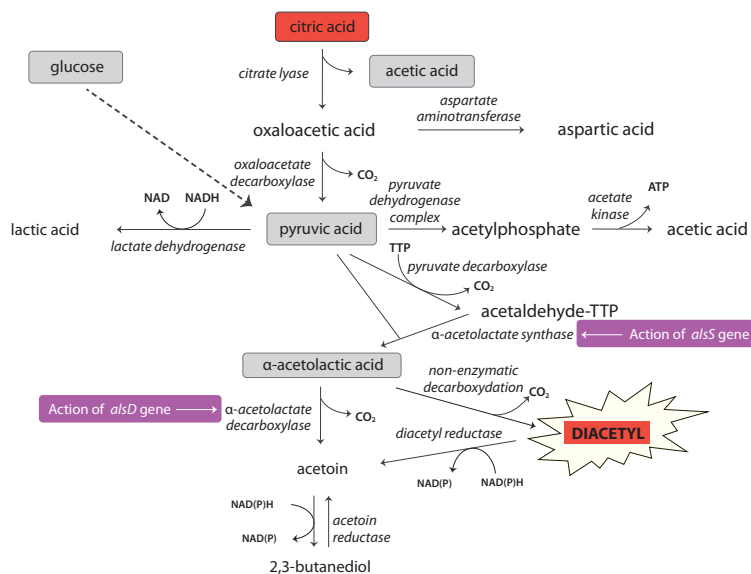 citric acid
glucose
citrate lyase
acetic acid
aspartate
aminotransferase
oxaloacetic acid
aspartic acid
oxaloacetate
decarboxylase
CO₂
pyruvate
dehydrogenase
complex
ATP
acetate
kinase
NAD
NADH
lactic acid
pyruvic acid
acetylphosphate
acetic acid
lactate dehydrogenase
TTP
pyruvate decarboxylase
CO₂
acetaldehyde-TTP
α-acetolactate synthase
Action of alsS gene
α-acetolactic acid
non-enzymatic
decarboxydation
CO₂
Action of alsD gene
α-acetolactate
decarboxylase
CO₂
diacetyl reductase
DIACETYL
acetoin
NAD(P)
NAD(P)H
NAD(P)H
NAD(P)
acetoin
reductase
2,3-butanediol